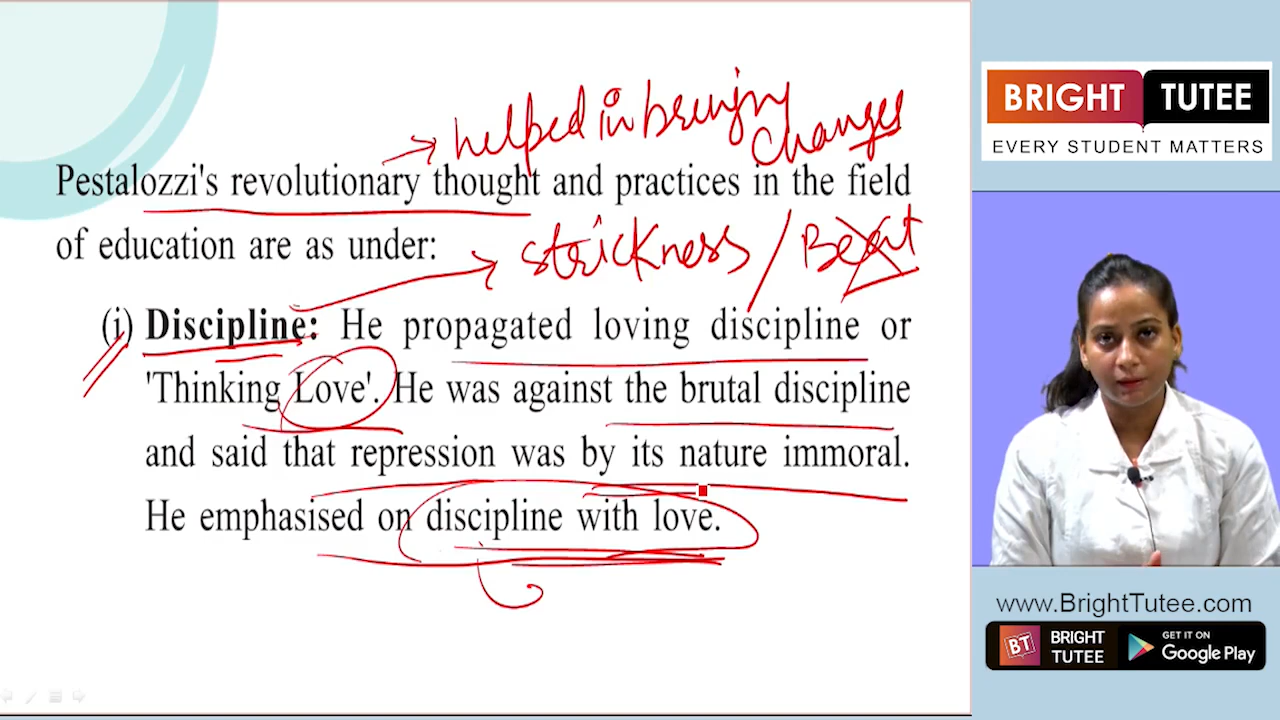 helped in brinjing
changes
Pestalozzi's revolutionary thought and practices in the field
of education are as under:
strickness / Beat
(i) Discipline: He propagated loving discipline or
'Thinking Love'. He was against the brutal discipline
and said that repression was by its nature immoral.
He emphasised on discipline with love.
BRIGHT TUTEE
EVERY STUDENT MATTERS
www.BrightTutee.com
BT
BRIGHT
TUTEE
GET IT ON
Google Play